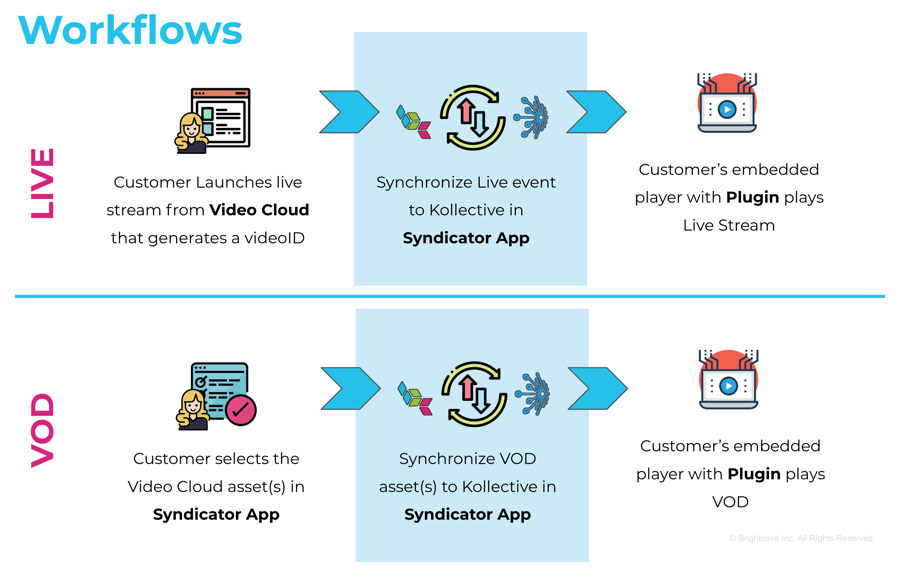 Workflows
LIVE
Customer Launches live
stream from Video Cloud
that generates a videoID
Synchronize Live event
to Kollective in
Syndicator App
Customer’s embedded
player with Plugin plays
Live Stream
VOD
Customer selects the
Video Cloud asset(s) in
Syndicator App
Synchronize VOD
asset(s) to Kollective in
Syndicator App
Customer’s embedded
player with Plugin plays
VOD
© Brightcove Inc. All Rights Reserved.